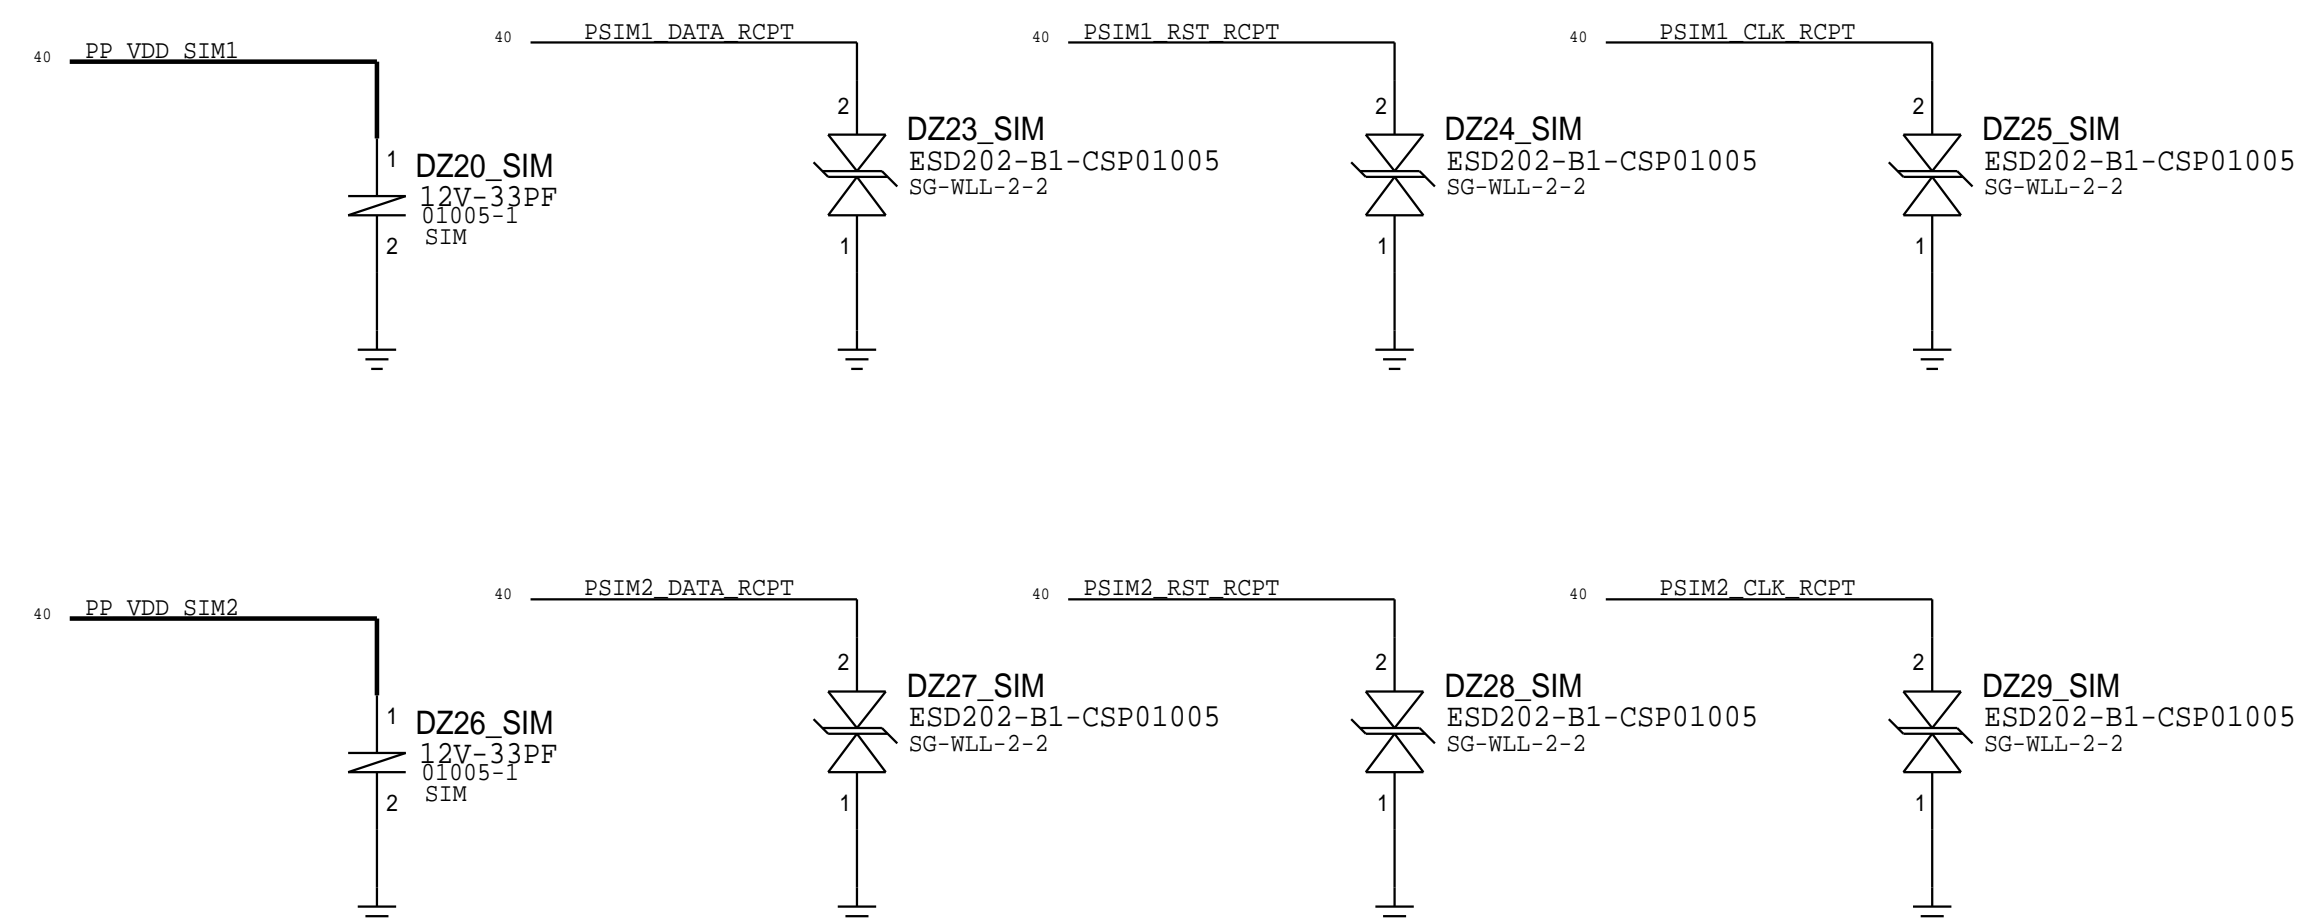 40 PP_VDD_SIM1
40 PSIM1_DATA_RCPT
40 PSIM1_RST_RCPT
40 PSIM1_CLK_RCPT
1
DZ20_SIM
12V-33PF
01005-1
SIM
2
2
DZ23_SIM
ESD202-B1-CSP01005
SG-WLL-2-2
1
2
DZ24_SIM
ESD202-B1-CSP01005
SG-WLL-2-2
1
2
DZ25_SIM
ESD202-B1-CSP01005
SG-WLL-2-2
1
40 PP_VDD_SIM2
40 PSIM2_DATA_RCPT
40 PSIM2_RST_RCPT
40 PSIM2_CLK_RCPT
1
DZ26_SIM
12V-33PF
01005-1
SIM
2
2
DZ27_SIM
ESD202-B1-CSP01005
SG-WLL-2-2
1
2
DZ28_SIM
ESD202-B1-CSP01005
SG-WLL-2-2
1
2
DZ29_SIM
ESD202-B1-CSP01005
SG-WLL-2-2
1